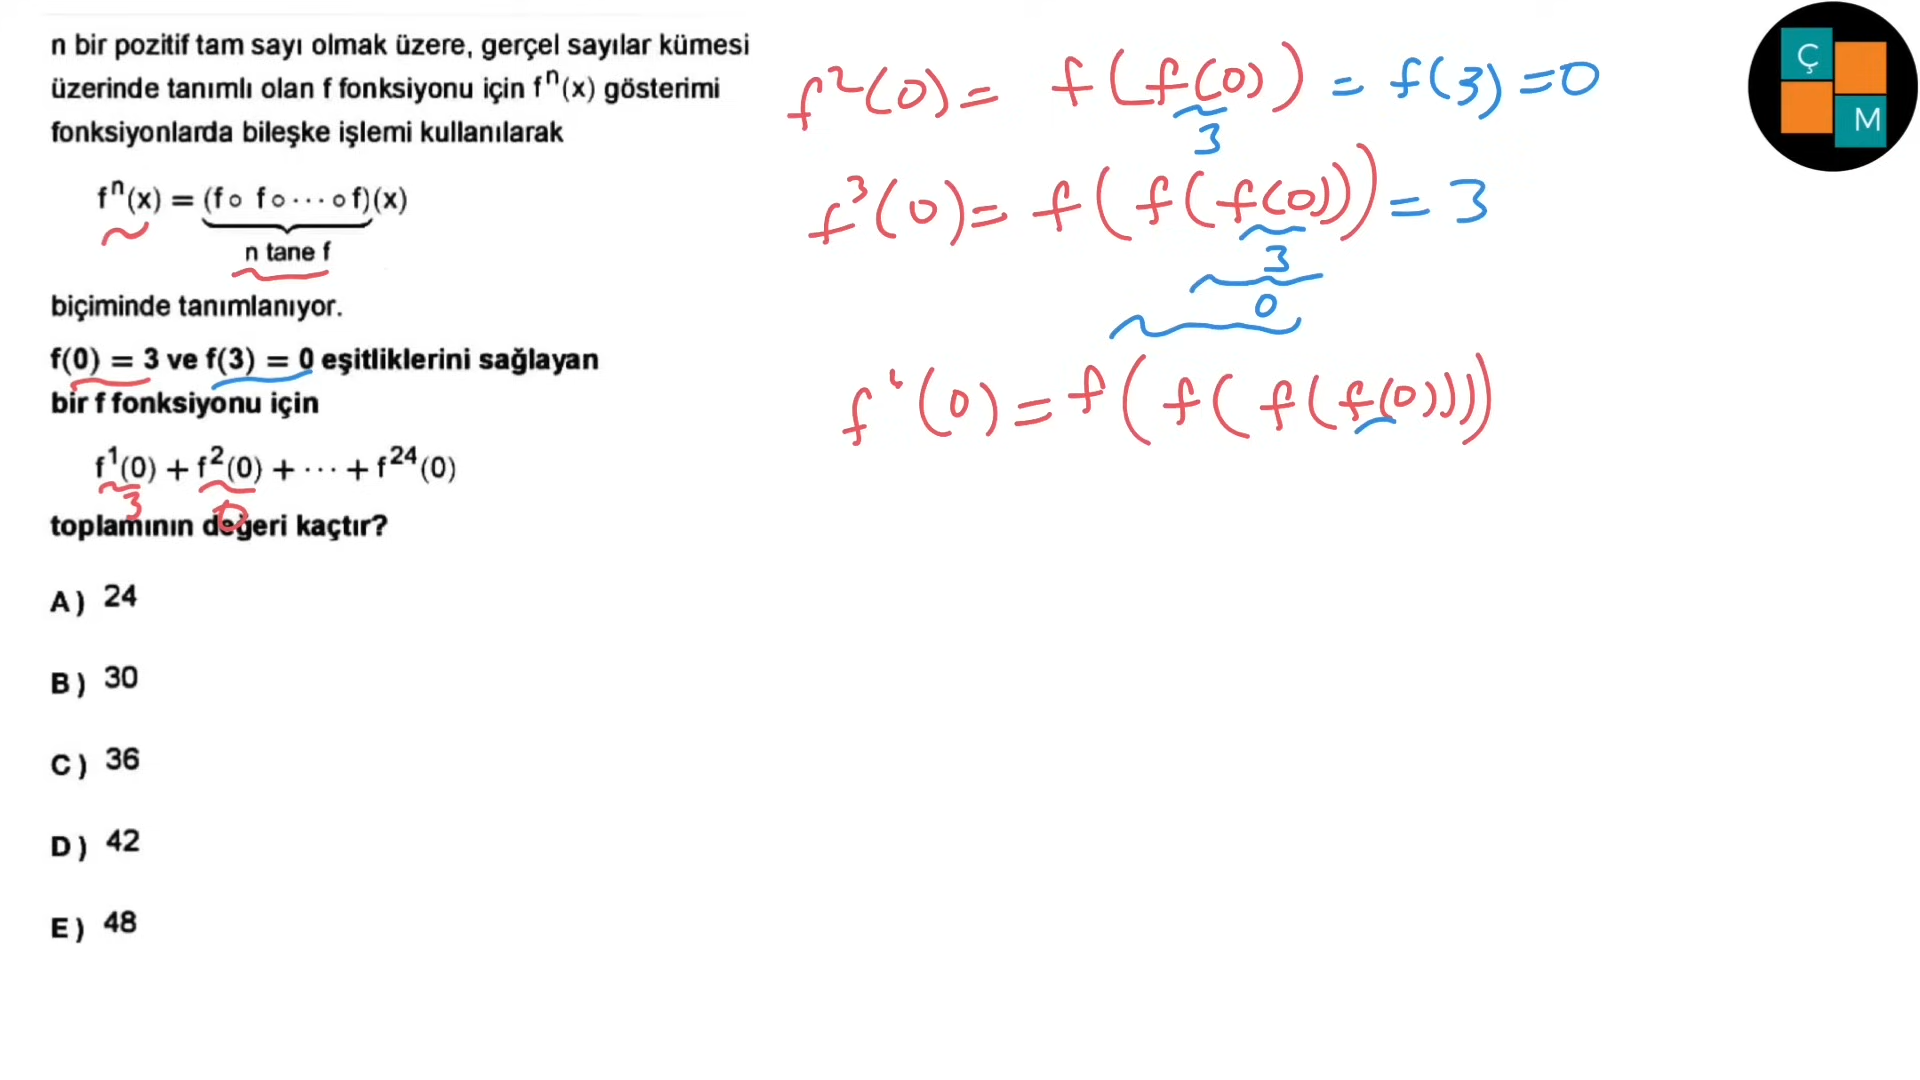 n bir pozitif tam sayı olmak üzere, gerçel sayılar kümesi
üzerinde tanımlı olan f fonksiyonu için fⁿ(x) gösterimi
fonksiyonlarda bileşke işlemi kullanılarak
fⁿ(x) = (f∘ f∘ ··· ∘f)(x)
n tane f
biçiminde tanımlanıyor.
f(0) = 3 ve f(3) = 0 eşitliklerini sağlayan
bir f fonksiyonu için
f¹(0) + f²(0) + ··· + f²⁴(0)
3 0
toplamının değeri kaçtır?
A) 24
B) 30
C) 36
D) 42
E) 48
f²(0) = f(f(0)) = f(3) = 0
3
f³(0) = f(f(f(0))) = 3
3
0
f⁴(0) = f(f(f(f(0)))
Ç
M